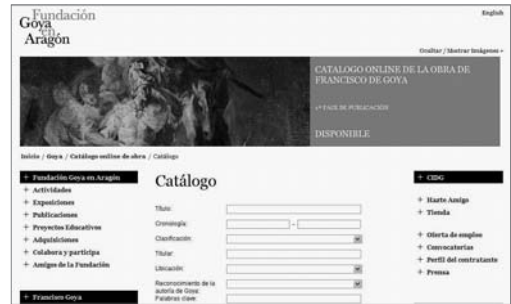 English
Fundación
Goya
en
Aragón
Ocultar / Mostrar Imágenes
CATALOGO ONLINE DE LA OBRA DE
FRANCISCO DE GOYA
1ª FASE DE PUBLICACIÓN
DISPONIBLE
Inicio / Goya / Catálogo online de obra / Catálogo
+ Fundación Goya en Aragón
+ Actividades
+ Exposiciones
+ Publicaciones
+ Proyectos Educativos
+ Adquisiciones
+ Colabora y participa
+ Amigos de la Fundación
+ Francisco Goya
Catálogo
Título:
Cronología: –
Clasificación:
Titular:
Ubicación:
Reconocimiento de la
autoría de Goya:
Palabras clave:
+ CIDG
+ Hazte Amigo
+ Tienda
+ Oferta de empleo
+ Convocatorias
+ Perfil del contratante
+ Prensa